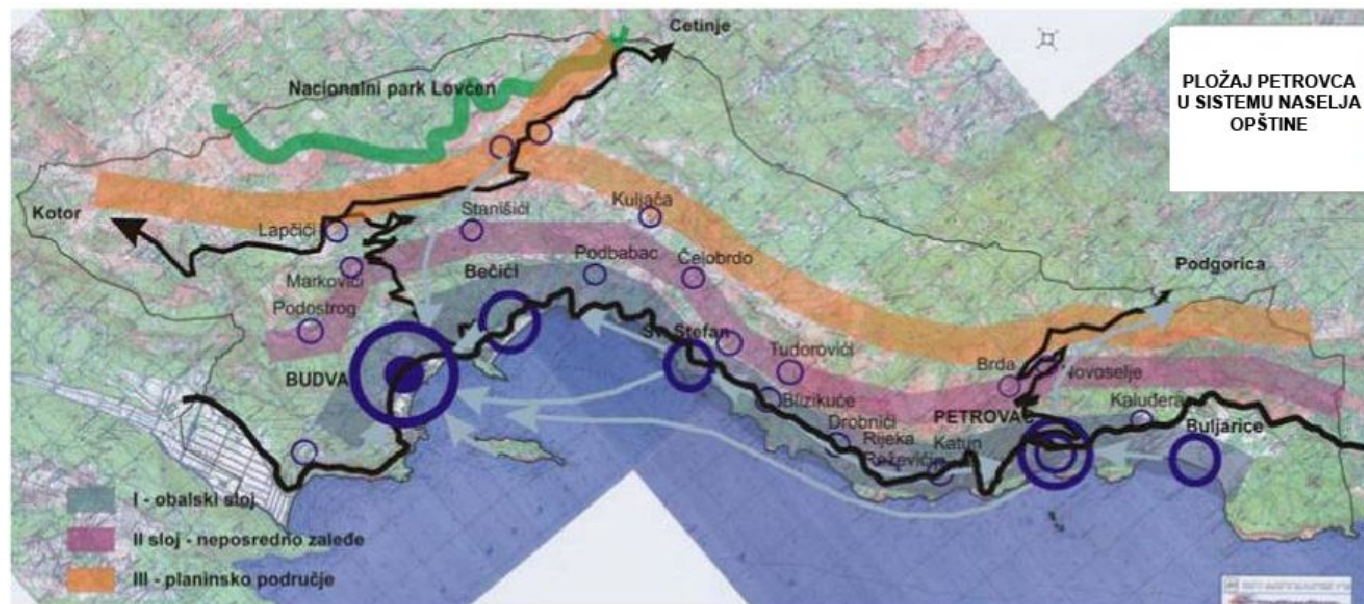 Cetinje
PLOŽAJ PETROVCA
U SISTEMU NASELJA
OPŠTINE
Nacionalni park Lovćen
Kotor
Lapčići
Stanišići
Kuljača
Markovići
Bečići
Podbabac
Čelobrdo
Podgorica
Podostrog
Sv. Štefan
Tudorovići
Brda
Novoselje
BUDVA
Blizikuće
PETROVAC
Kaluđerac
Drobnići
Rijeka
Katun
Buljarice
Reževići
I - obalski sloj
II sloj - neposredno zaleđe
III - planinsko područje